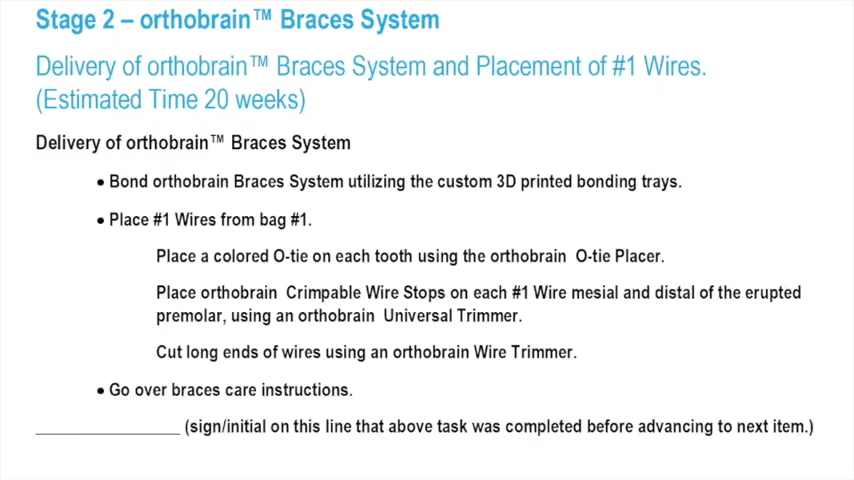 Stage 2 – orthobrain™ Braces System
Delivery of orthobrain™ Braces System and Placement of #1 Wires.
(Estimated Time 20 weeks)
Delivery of orthobrain™ Braces System
• Bond orthobrain Braces System utilizing the custom 3D printed bonding trays.
• Place #1 Wires from bag #1.
Place a colored O-tie on each tooth using the orthobrain O-tie Placer.
Place orthobrain Crimpable Wire Stops on each #1 Wire mesial and distal of the erupted
premolar, using an orthobrain Universal Trimmer.
Cut long ends of wires using an orthobrain Wire Trimmer.
• Go over braces care instructions.
________________ (sign/initial on this line that above task was completed before advancing to next item.)